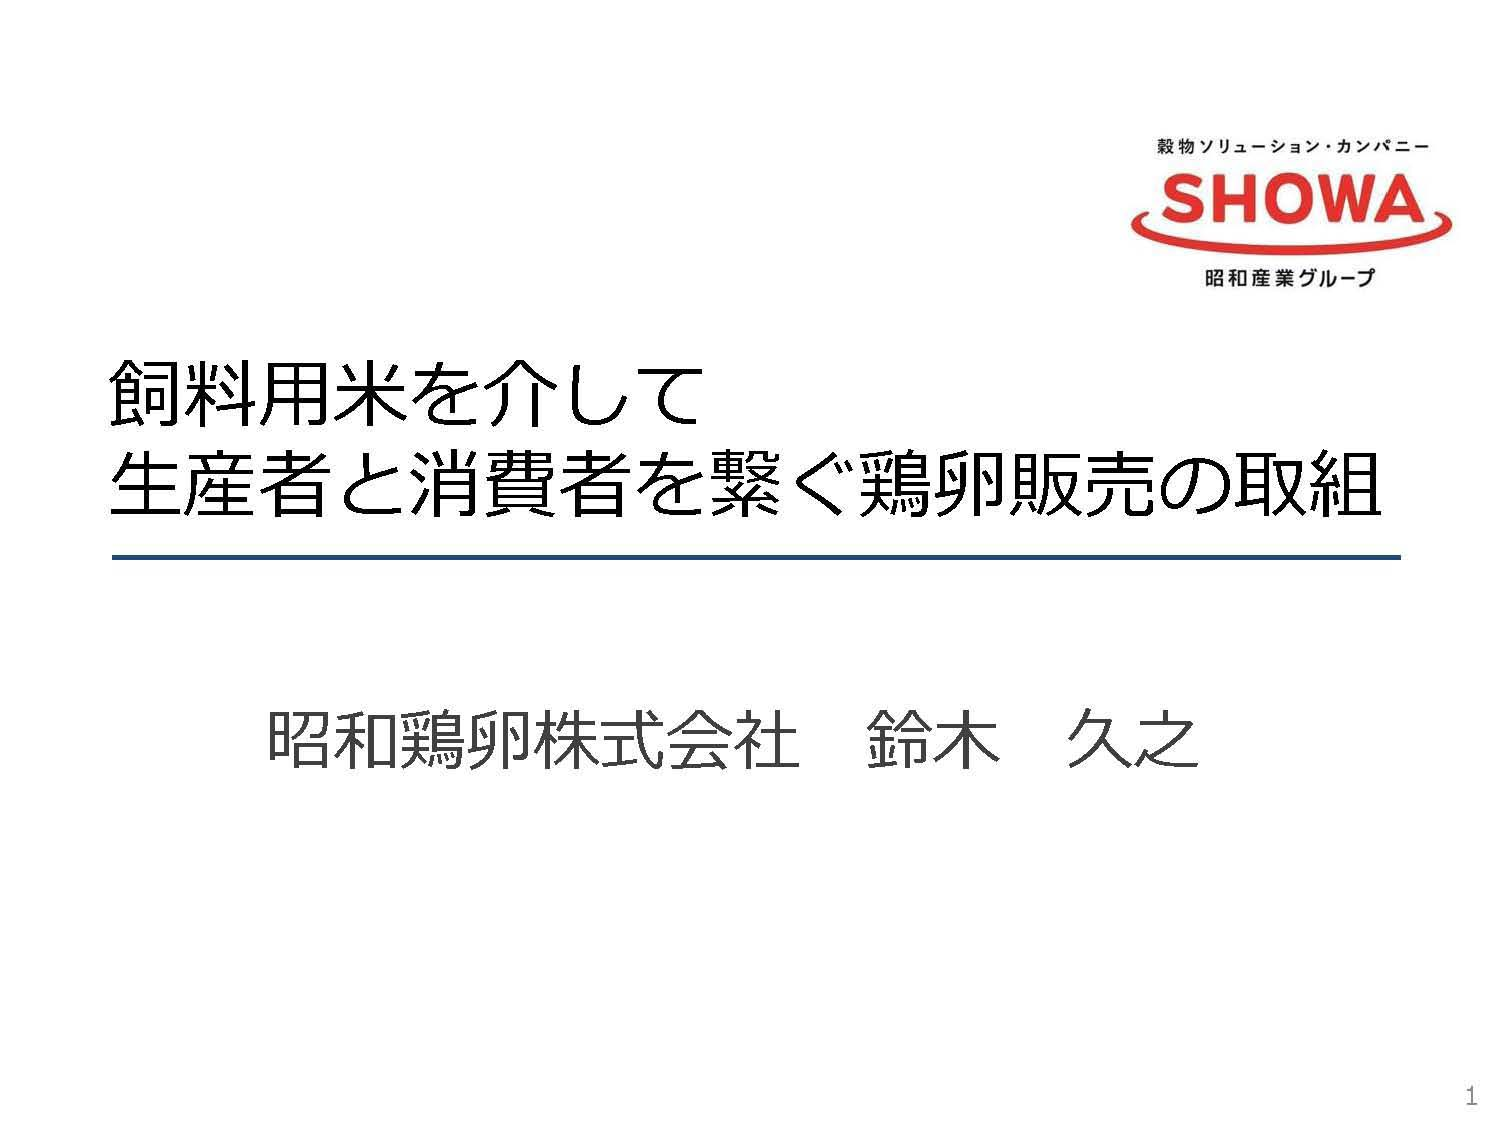 穀物ソリューション・カンパニー
SHOWA
昭和産業グループ
飼料用米を介して
生産者と消費者を繋ぐ鶏卵販売の取組
昭和鶏卵株式会社　鈴木　久之
1